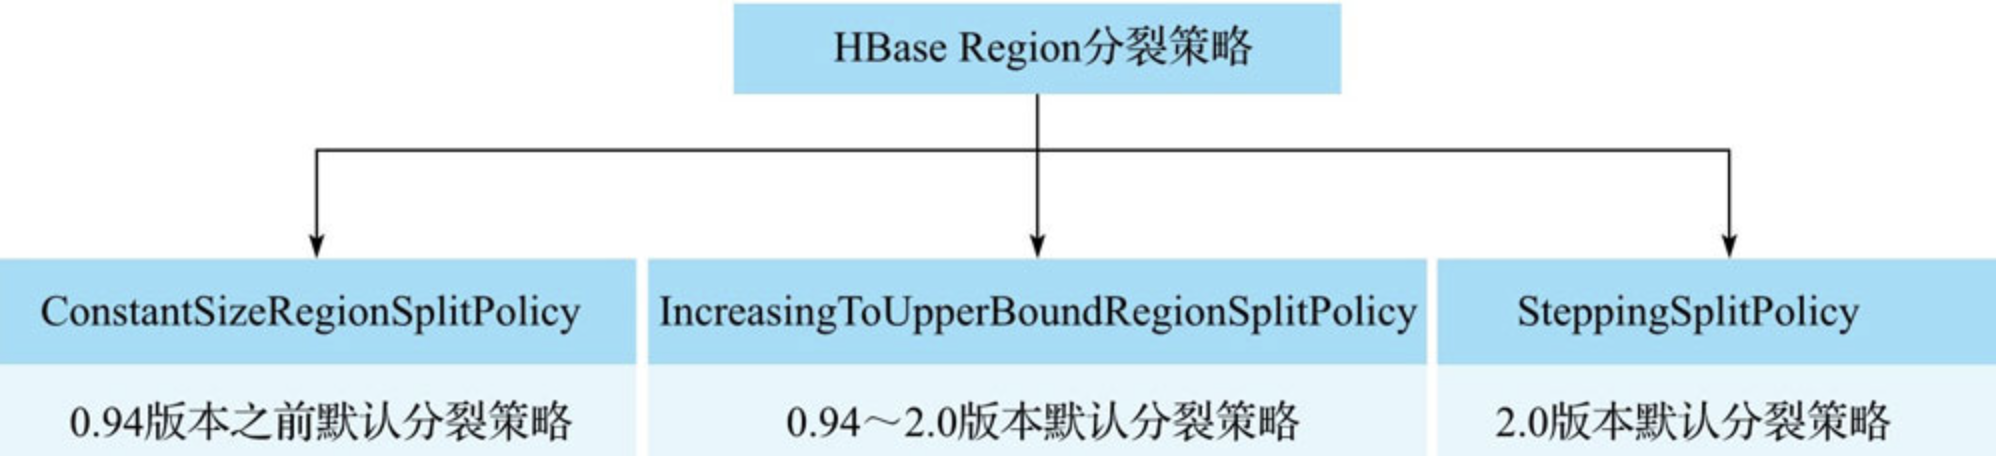 HBase Region分裂策略
ConstantSizeRegionSplitPolicy
IncreasingToUpperBoundRegionSplitPolicy
SteppingSplitPolicy
0.94版本之前默认分裂策略
0.94～2.0版本默认分裂策略
2.0版本默认分裂策略